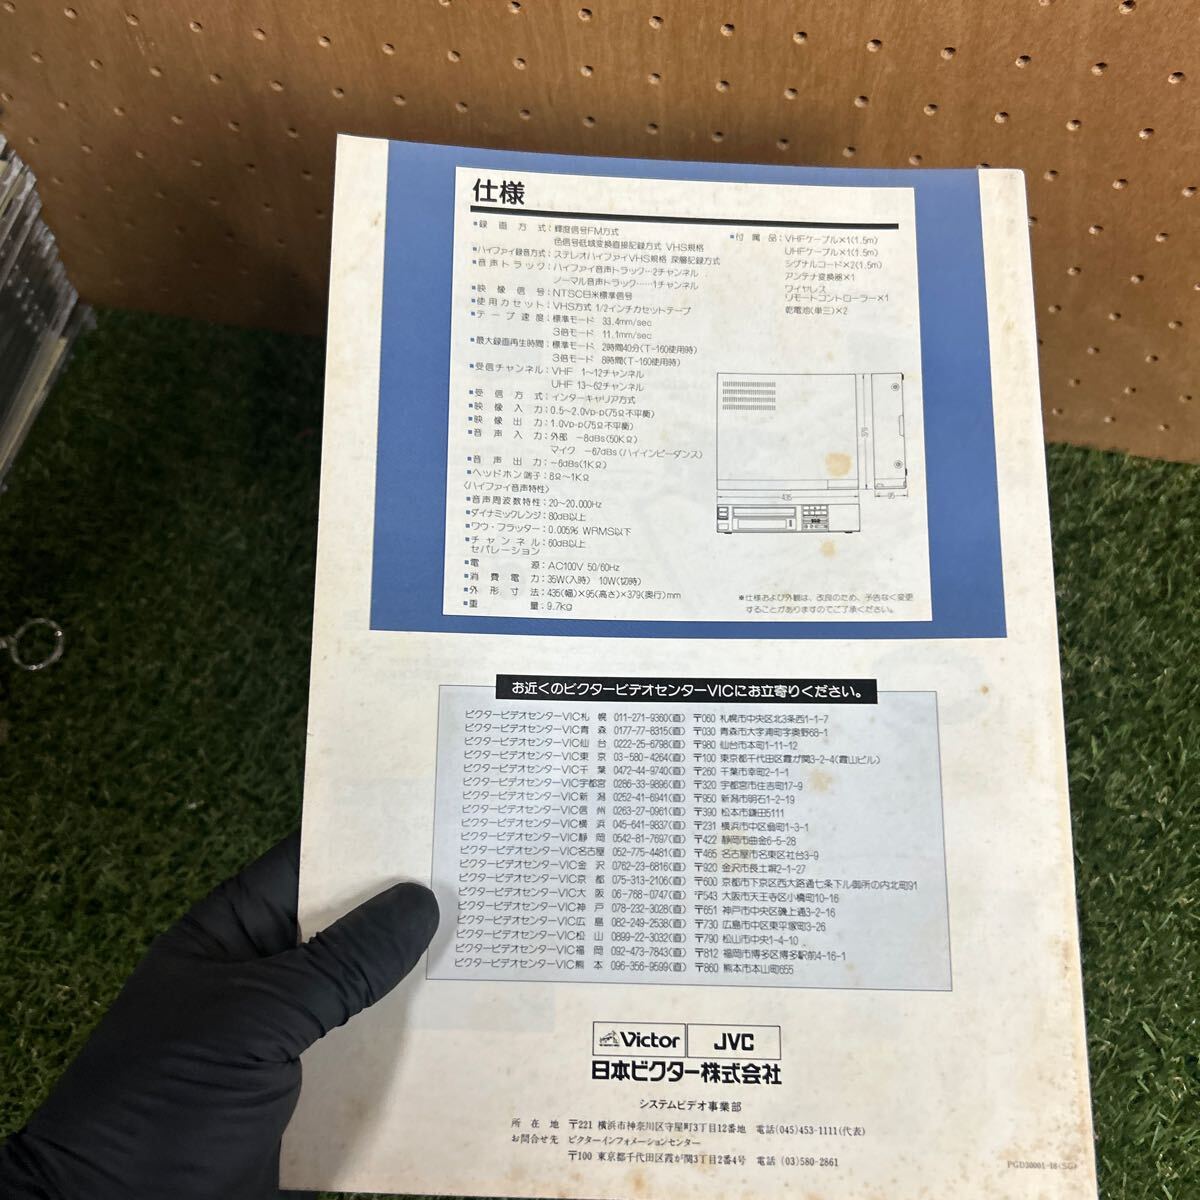 仕様
■録画方式:輝度信号FM方式
色信号低域変換直接記録方式 VHS規格
■ハイファイ録音方式:ステレオハイファイVHS規格 深層記録方式
■音声トラック:ハイファイ音声トラック…2チャンネル
ノーマル音声トラック……1チャンネル
■映像信号:NTSC日米標準信号
■使用カセット:VHS方式 1/2インチカセットテープ
■テープ速度:標準モード 33.4mm/sec
3倍モード 11.1mm/sec
■最大録画再生時間:標準モード 2時間40分(T-160使用時)
3倍モード 8時間(T-160使用時)
■受信チャンネル:VHF 1〜12チャンネル
UHF 13〜62チャンネル
■受信方式:インターキャリア方式
■映像入力:0.5〜2.0Vp-p(75Ω不平衡)
■映像出力:1.0Vp-p(75Ω不平衡)
■音声入力:外部 −8dBs(50KΩ)
マイク −67dBs(ハイインピーダンス)
■音声出力:−6dBs(1KΩ)
■ヘッドホン端子:8Ω〜1KΩ
〈ハイファイ音声特性〉
■音声周波数特性:20〜20,000Hz
■ダイナミックレンジ:80dB以上
■ワウ・フラッター:0.005% WRMS以下
■チャンネル:60dB以上
セパレーション
■電源:AC100V 50/60Hz
■消費電力:35W(入時) 10W(切時)
■外形寸法:435(幅)×95(高さ)×379(奥行)mm
■重量:9.7kg
■付属品:VHFケーブル×1(1.5m)
UHFケーブル×1(1.5m)
シグナルコード×2(1.5m)
アンテナ変換器×1
ワイヤレス
リモートコントローラー×1
乾電池(単三)×2
435
95
※仕様および外観は、改良のため、予告なく変更
することがありますのでご了承ください。
お近くのビクタービデオセンターVICにお立寄りください。
ビクタービデオセンターVIC札幌 011-271-9360(直) 〒060 札幌市中央区北3条西1-1-7
ビクタービデオセンターVIC青森 0177-77-8315(直) 〒030 青森市大字浦町字奥野68-1
ビクタービデオセンターVIC仙台 0222-25-6798(直) 〒980 仙台市本町1-11-12
ビクタービデオセンターVIC東京 03-580-4264(直) 〒100 東京都千代田区霞が関3-2-4(霞山ビル)
ビクタービデオセンターVIC千葉 0472-44-9740(直) 〒260 千葉市幸町2-1-1
ビクタービデオセンターVIC宇都宮 0286-33-9896(直) 〒320 宇都宮市住吉町17-9
ビクタービデオセンターVIC新潟 0252-41-6941(直) 〒950 新潟市明石1-2-19
ビクタービデオセンターVIC信州 0263-27-0961(直) 〒390 松本市鎌田5111
ビクタービデオセンターVIC横浜 045-641-9837(直) 〒231 横浜市中区翁町1-3-1
ビクタービデオセンターVIC静岡 0542-81-7697(直) 〒422 静岡市曲金6-5-28
ビクタービデオセンターVIC名古屋 052-775-4481(直) 〒465 名古屋市名東区社台3-9
ビクタービデオセンターVIC金沢 0762-23-6816(直) 〒920 金沢市長土塀2-1-27
ビクタービデオセンターVIC京都 075-313-2106(直) 〒600 京都市下京区西大路通七条下ル御所の内北町91
ビクタービデオセンターVIC大阪 06-768-0747(直) 〒543 大阪市天王寺区小橋町10-16
ビクタービデオセンターVIC神戸 078-232-3028(直) 〒651 神戸市中央区磯上通3-2-16
ビクタービデオセンターVIC広島 082-249-2538(直) 〒730 広島市中区東平塚町3-26
ビクタービデオセンターVIC松山 0899-22-3032(直) 〒790 松山市中央1-4-10
ビクタービデオセンターVIC福岡 092-473-7843(直) 〒812 福岡市博多区博多駅前4-16-1
ビクタービデオセンターVIC熊本 096-356-9599(直) 〒860 熊本市本山町655
Victor JVC
日本ビクター株式会社
システムビデオ事業部
所在地 〒221 横浜市神奈川区守屋町3丁目12番地 電話(045)453-1111(代表)
お問合せ先 ビクターインフォメーションセンター
〒100 東京都千代田区霞が関3丁目2番4号 電話 (03)580-2861
PGD30001-18(SG)